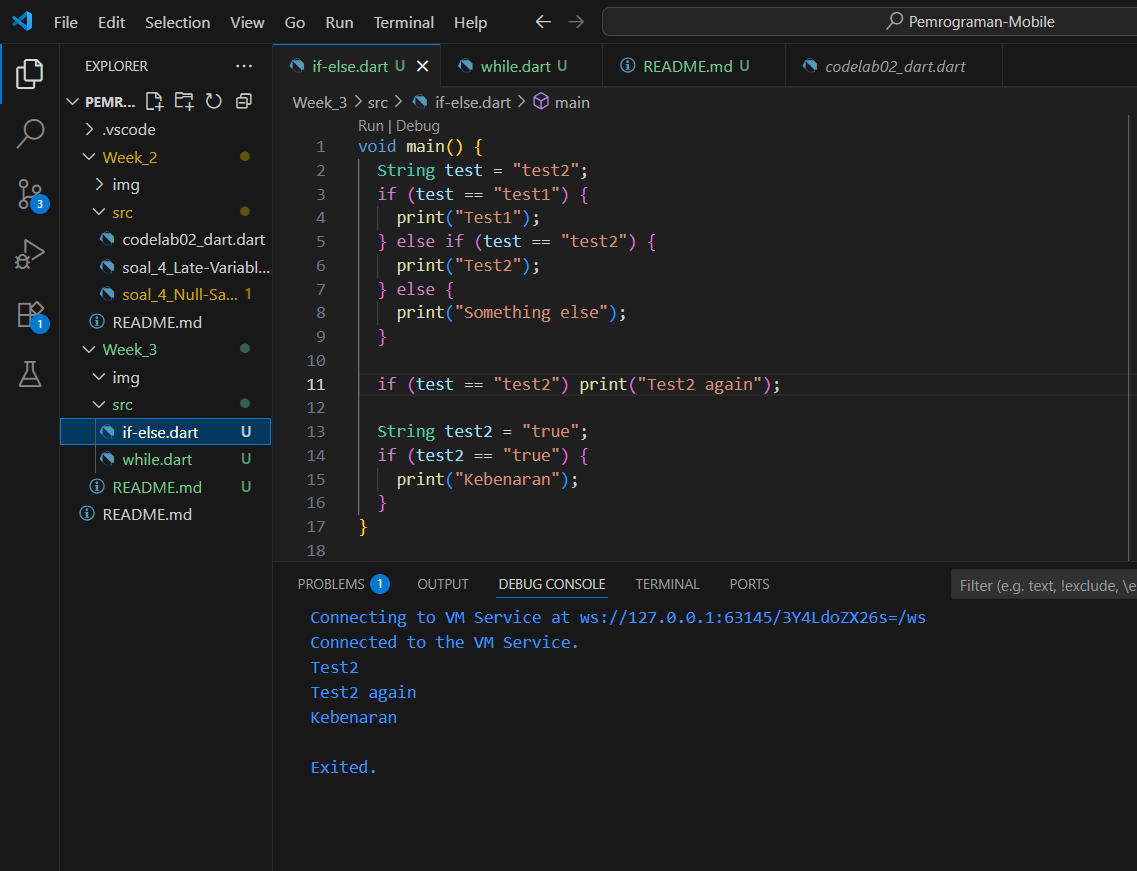 File Edit Selection View Go Run Terminal Help
Pemrograman-Mobile
EXPLORER
PEMR...
.vscode
Week_2
img
src
codelab02_dart.dart
soal_4_Late-Variabl...
soal_4_Null-Sa... 1
README.md
Week_3
img
src
if-else.dart U
while.dart U
README.md U
README.md
3
1
if-else.dart U
while.dart U
README.md U
codelab02_dart.dart
Week_3 > src > if-else.dart > main
Run | Debug
1 void main() {
2 String test = "test2";
3 if (test == "test1") {
4 print("Test1");
5 } else if (test == "test2") {
6 print("Test2");
7 } else {
8 print("Something else");
9 }
10
11 if (test == "test2") print("Test2 again");
12
13 String test2 = "true";
14 if (test2 == "true") {
15 print("Kebenaran");
16 }
17 }
18
PROBLEMS 1 OUTPUT DEBUG CONSOLE TERMINAL PORTS
Filter (e.g. text, !exclude, \e
Connecting to VM Service at ws://127.0.0.1:63145/3Y4LdoZX26s=/ws
Connected to the VM Service.
Test2
Test2 again
Kebenaran
Exited.